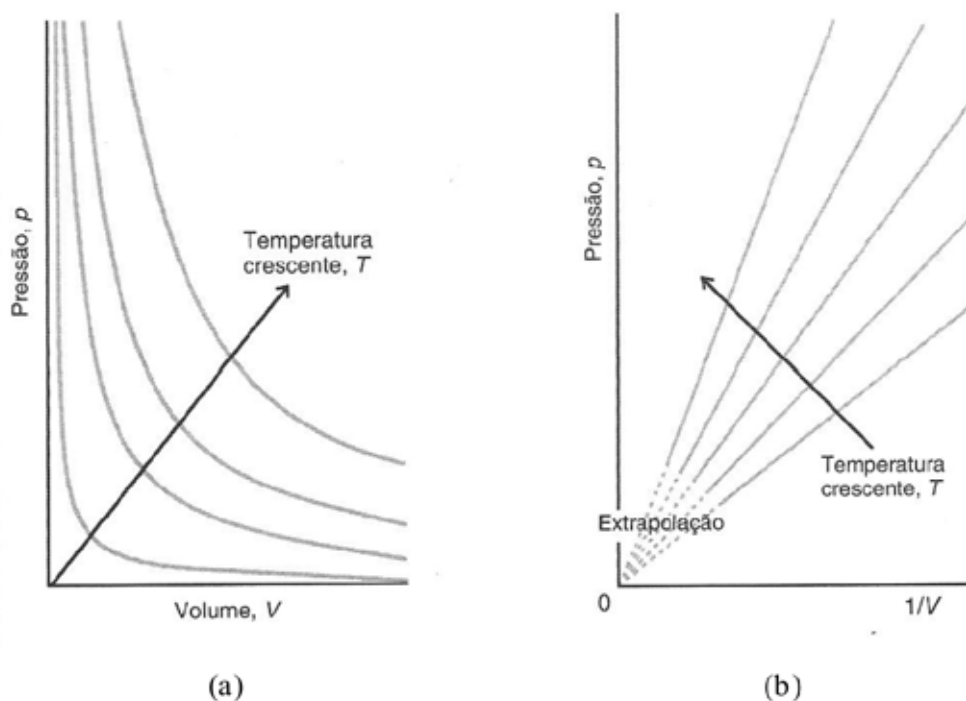 Pressão, p
Temperatura
crescente, T
Volume, V
(a)
Pressão, p
Temperatura
crescente, T
Extrapolação
0
1/V
(b)